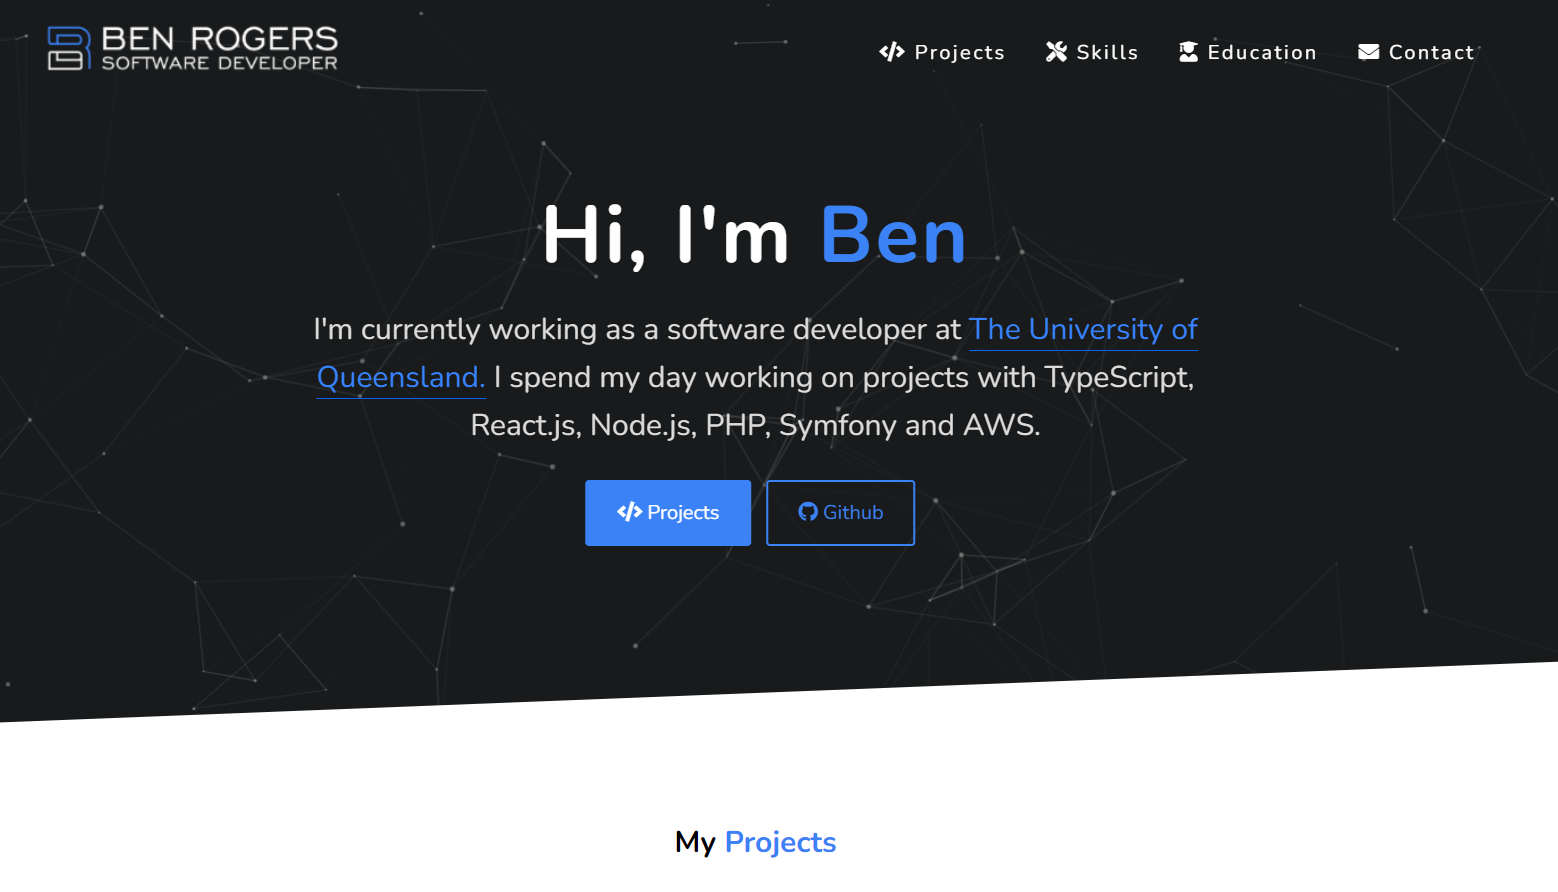 BEN ROGERS
SOFTWARE DEVELOPER
Projects
Skills
Education
Contact
Hi, I'm Ben
I'm currently working as a software developer at The University of
Queensland. I spend my day working on projects with TypeScript,
React.js, Node.js, PHP, Symfony and AWS.
Projects
Github
My Projects